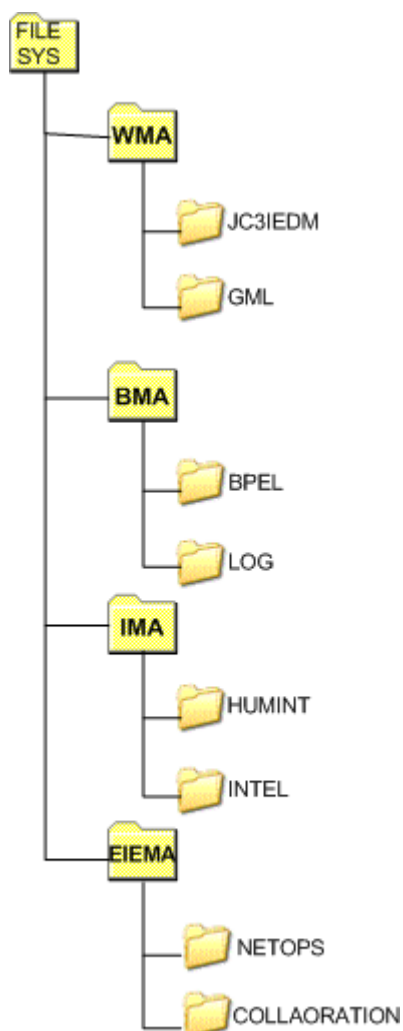 FILE
SYS
WMA
JC3IEDM
GML
BMA
BPEL
LOG
IMA
HUMINT
INTEL
EIEMA
NETOPS
COLLAORATION